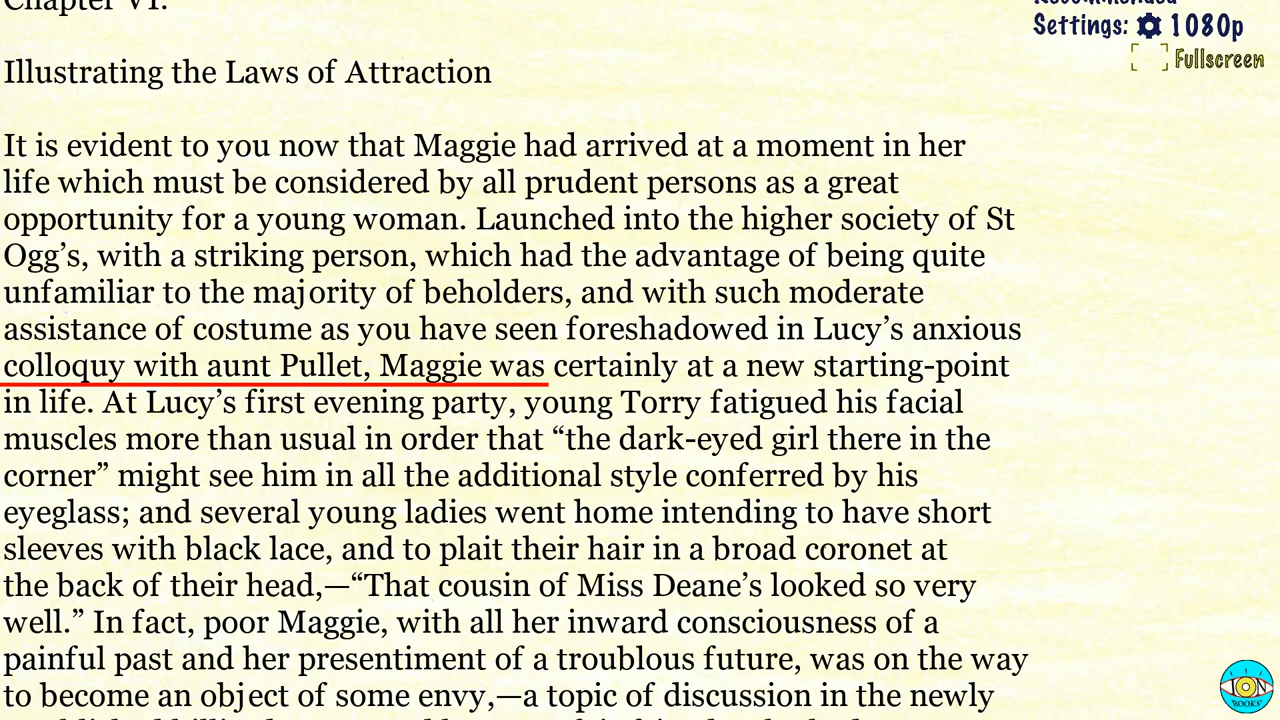 Chapter VI.
Settings: 1080p
Fullscreen
Illustrating the Laws of Attraction
It is evident to you now that Maggie had arrived at a moment in her
life which must be considered by all prudent persons as a great
opportunity for a young woman. Launched into the higher society of St
Ogg’s, with a striking person, which had the advantage of being quite
unfamiliar to the majority of beholders, and with such moderate
assistance of costume as you have seen foreshadowed in Lucy’s anxious
colloquy with aunt Pullet, Maggie was certainly at a new starting-point
in life. At Lucy’s first evening party, young Torry fatigued his facial
muscles more than usual in order that “the dark-eyed girl there in the
corner” might see him in all the additional style conferred by his
eyeglass; and several young ladies went home intending to have short
sleeves with black lace, and to plait their hair in a broad coronet at
the back of their head,—“That cousin of Miss Deane’s looked so very
well.” In fact, poor Maggie, with all her inward consciousness of a
painful past and her presentiment of a troublous future, was on the way
to become an object of some envy,—a topic of discussion in the newly
ION
BOOKS